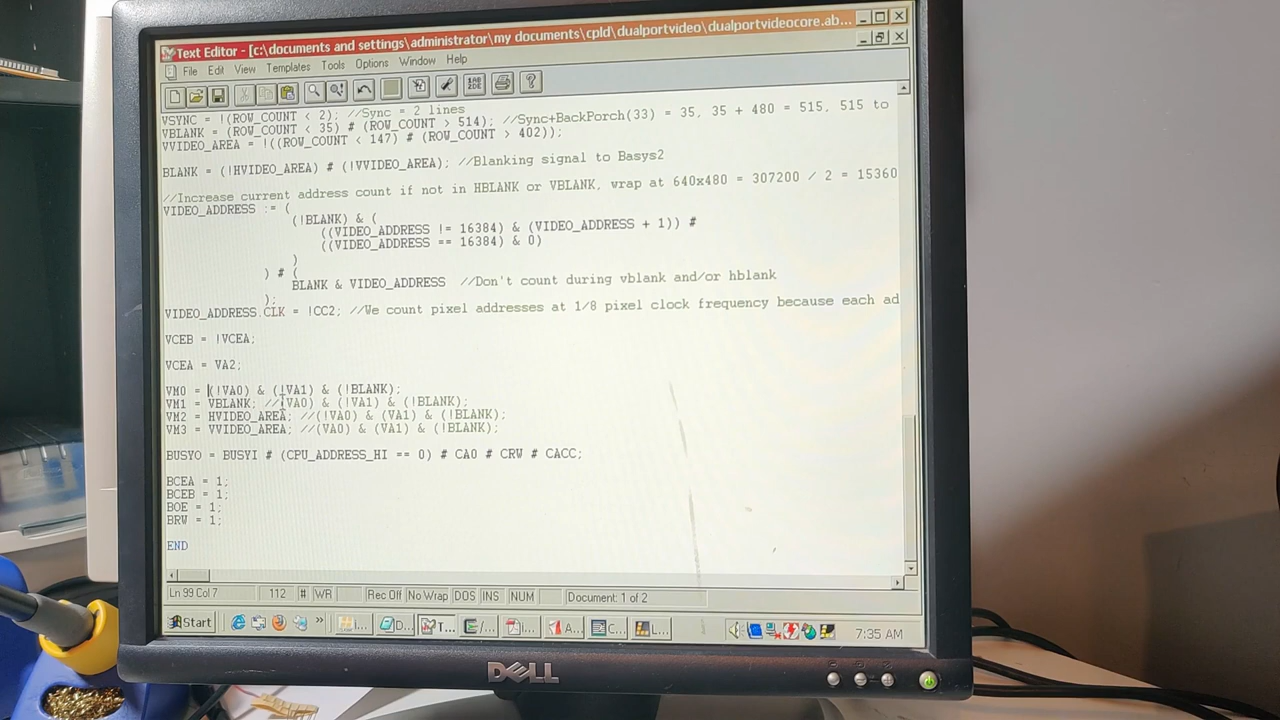 Text Editor - [c:\documents and settings\administrator\my documents\cpld\dualportvideo\dualportvideocore.ab...
File Edit View Templates Tools Options Window Help
VSYNC = !(ROW_COUNT < 2); //Sync = 2 lines
VBLANK = (ROW_COUNT < 35) # (ROW_COUNT > 514); //Sync+BackPorch(33) = 35, 35 + 480 = 515, 515 to
VVIDEO_AREA = !((ROW_COUNT < 147) # (ROW_COUNT > 402));
BLANK = (!HVIDEO_AREA) # (!VVIDEO_AREA); //Blanking signal to Basys2
//Increase current address count if not in HBLANK or VBLANK, wrap at 640x480 = 307200 / 2 = 15360
VIDEO_ADDRESS := (
(!BLANK) & (
((VIDEO_ADDRESS != 16384) & (VIDEO_ADDRESS + 1)) #
((VIDEO_ADDRESS == 16384) & 0)
)
) # (
BLANK & VIDEO_ADDRESS //Don't count during vblank and/or hblank
);
VIDEO_ADDRESS.CLK = !CC2; //We count pixel addresses at 1/8 pixel clock frequency because each ad
VCEB = !VCEA;
VCEA = VA2;
VM0 = (!VA0) & (!VA1) & (!BLANK);
VM1 = VBLANK; //(VA0) & (!VA1) & (!BLANK);
VM2 = HVIDEO_AREA; //(!VA0) & (VA1) & (!BLANK);
VM3 = VVIDEO_AREA; //(VA0) & (VA1) & (!BLANK);
BUSYO = BUSYI # (CPU_ADDRESS_HI == 0) # CA0 # CRW # CACC;
BCEA = 1;
BCEB = 1;
BOE = 1;
BRW = 1;
END
Ln 99 Col 7 112 # WR Rec Off No Wrap DOS INS NUM Document: 1 of 2
Start » I... D... T... /... I... A... C... L... 7:35 AM
DELL